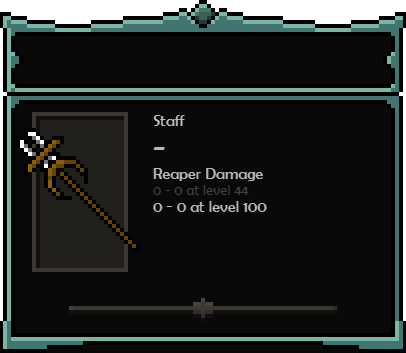 Staff
–
Reaper Damage
0 - 0 at level 44
0 - 0 at level 100